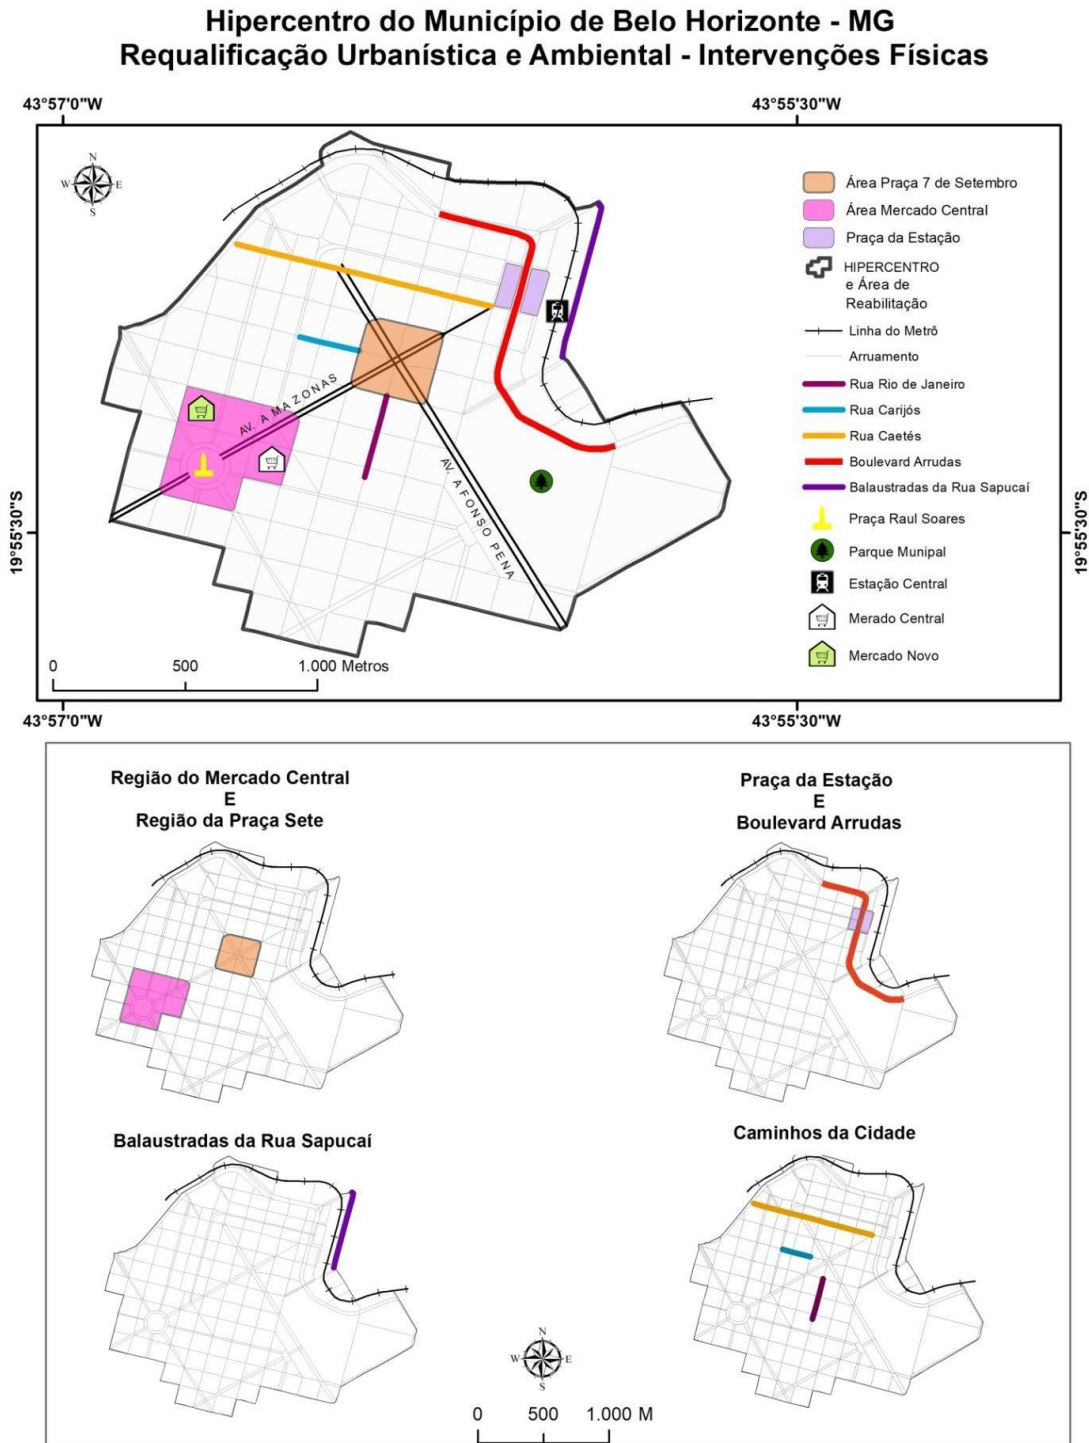 Hipercentro do Município de Belo Horizonte - MG
Requalificação Urbanística e Ambiental - Intervenções Físicas
43°57'0"W
43°55'30"W
N
W
E
S
Área Praça 7 de Setembro
Área Mercado Central
Praça da Estação
HIPERCENTRO
e Área de
Reabilitação
Linha do Metrô
Arruamento
Rua Rio de Janeiro
Rua Carijós
Rua Caetés
Boulevard Arrudas
Balaustradas da Rua Sapucaí
Praça Raul Soares
Parque Munipal
Estação Central
Merado Central
Mercado Novo
AV. AMAZONAS
AV. AFONSO PENA
19°55'30"S
19°55'30"S
0 500 1.000 Metros
43°57'0"W
43°55'30"W
Região do Mercado Central
E
Região da Praça Sete
Praça da Estação
E
Boulevard Arrudas
Balaustradas da Rua Sapucaí
Caminhos da Cidade
N
W
E
S
0 500 1.000 M